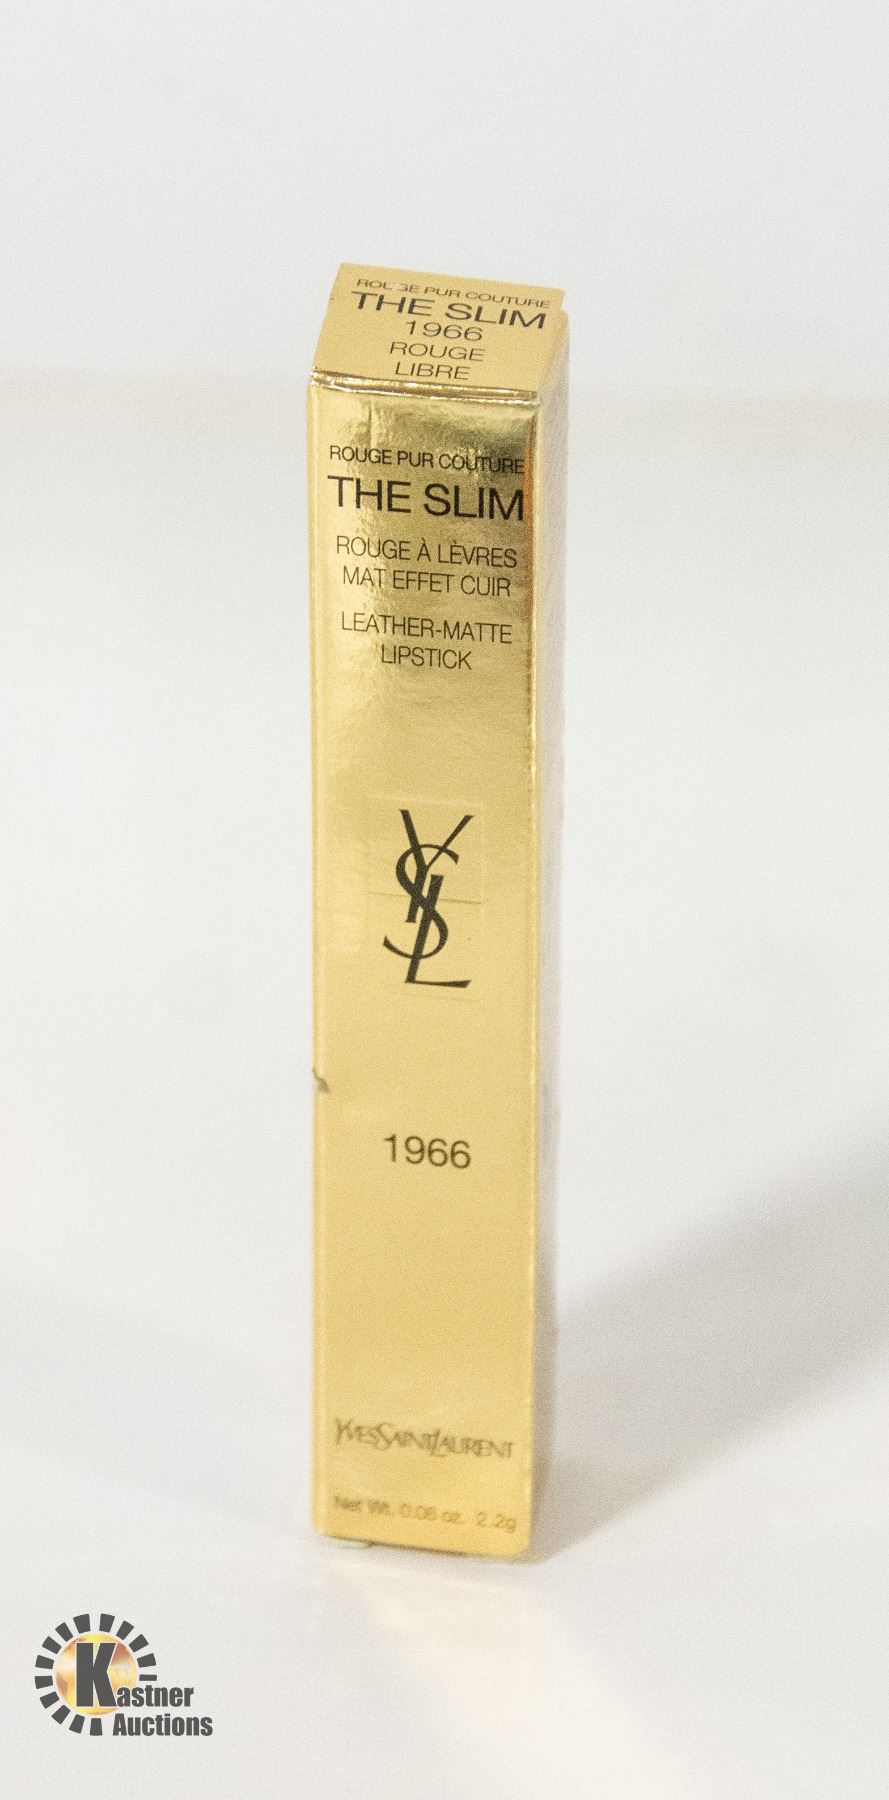 ROUGE PUR COUTURE
THE SLIM
1966
ROUGE
LIBRE
ROUGE PUR COUTURE
THE SLIM
ROUGE À LÈVRES
MAT EFFET CUIR
LEATHER-MATTE
LIPSTICK
YSL
1966
YVESSAINTLAURENT
Net Wt. 0.08 oz. 2.2g
Kastner
Auctions